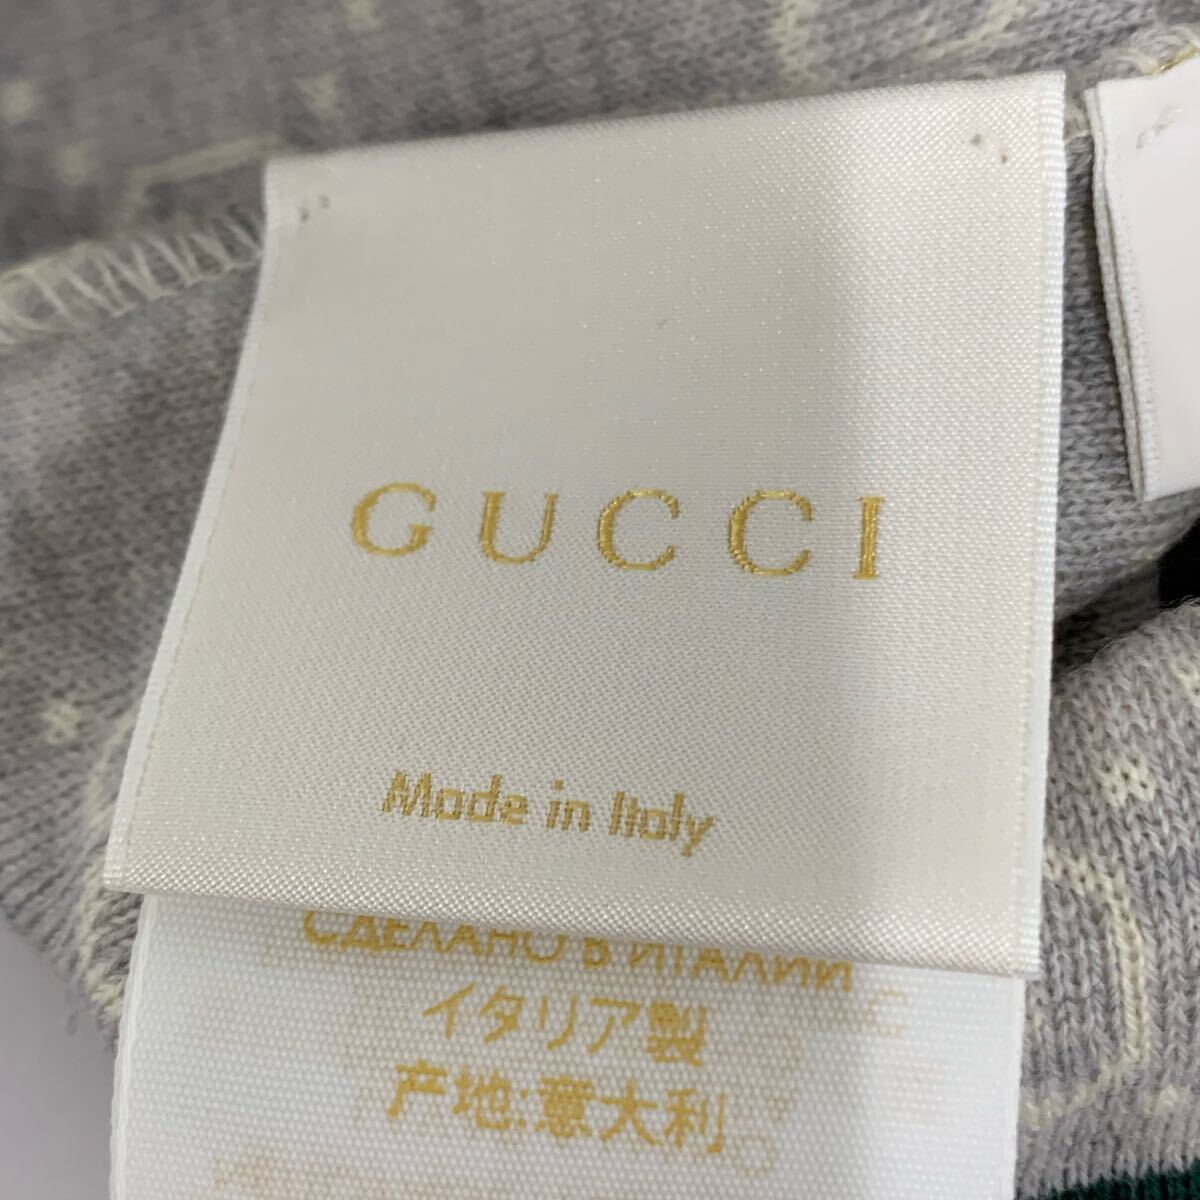 GUCCI
Made in Italy
СДЕЛАНО В ИТАЛИИ
イタリア製
产地:意大利